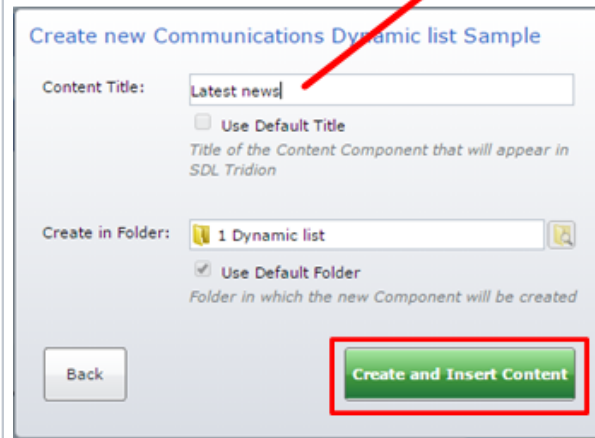 Create new Communications Dynamic list Sample
Content Title:
Latest news
Use Default Title
Title of the Content Component that will appear in
SDL Tridion
Create in Folder:
1 Dynamic list
Use Default Folder
Folder in which the new Component will be created
Back
Create and Insert Content